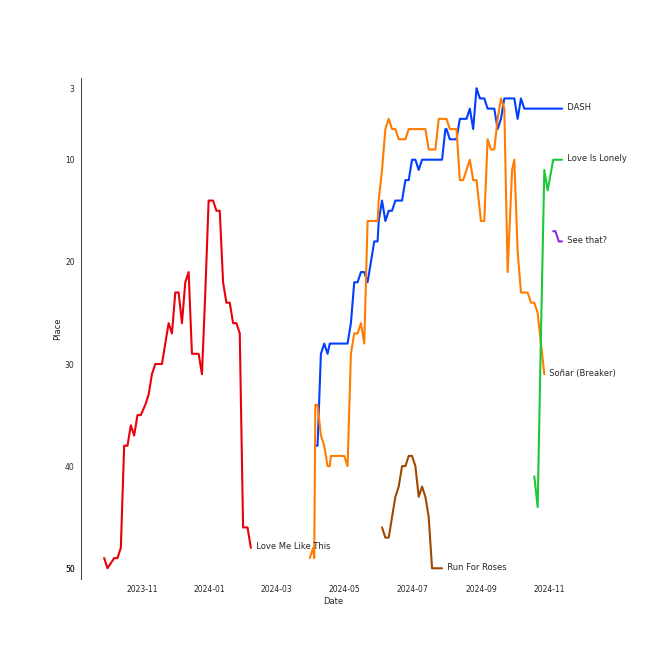 3
DASH
10
Love Is Lonely
20
See that?
Place
30
Soñar (Breaker)
40
Love Me Like This
50
Run For Roses
2023-11
2024-01
2024-03
2024-05
2024-07
2024-09
2024-11
Date